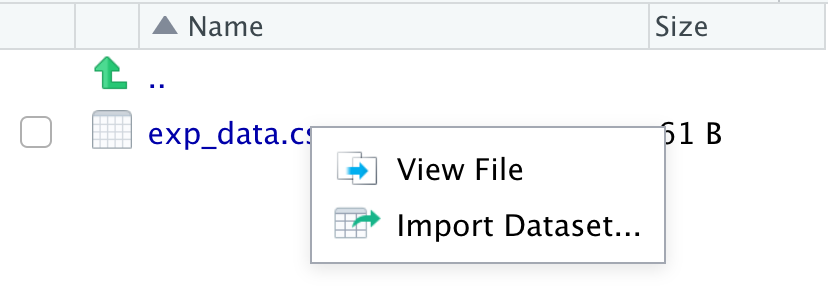 Name Size
..
exp_data.cs 61 B
View File
Import Dataset...